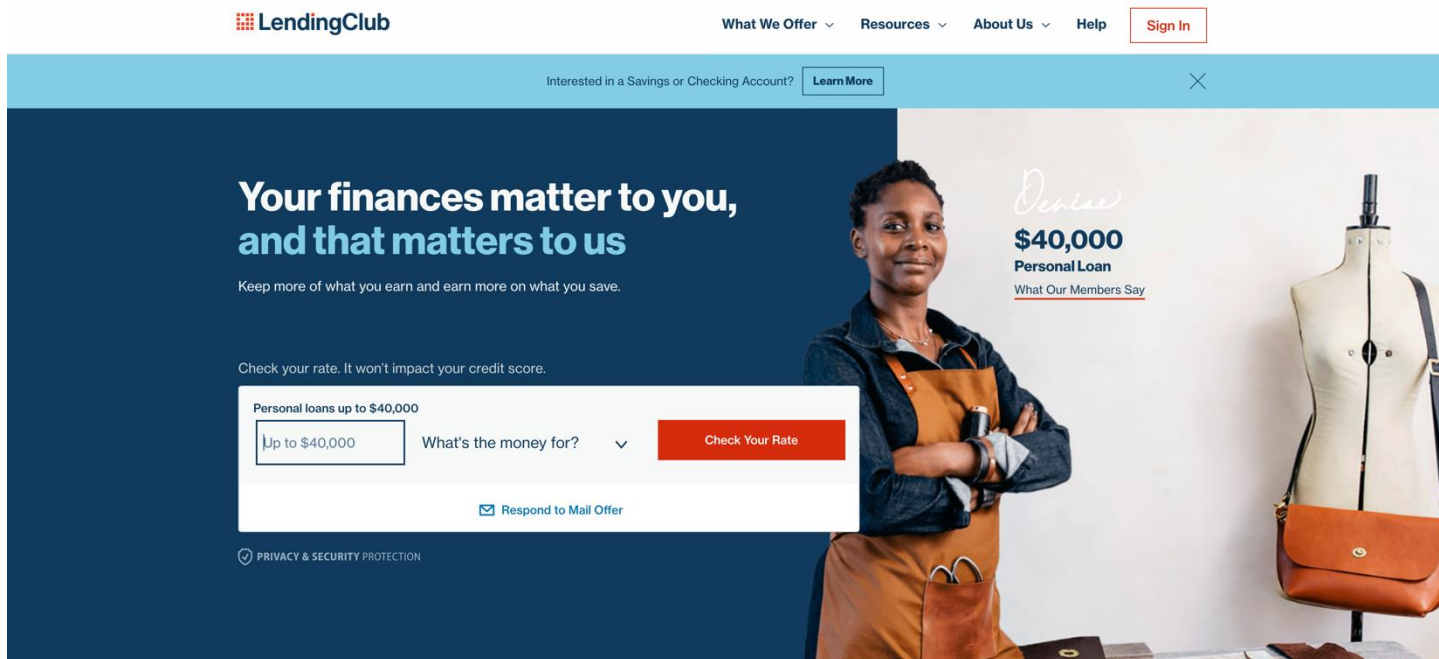 LendingClub
What We Offer
Resources
About Us
Help
Sign In
Interested in a Savings or Checking Account?
Learn More
Your finances matter to you,
and that matters to us
Keep more of what you earn and earn more on what you save.
Denise
$40,000
Personal Loan
What Our Members Say
Check your rate. It won't impact your credit score.
Personal loans up to $40,000
Up to $40,000
What's the money for?
Check Your Rate
Respond to Mail Offer
PRIVACY & SECURITY PROTECTION